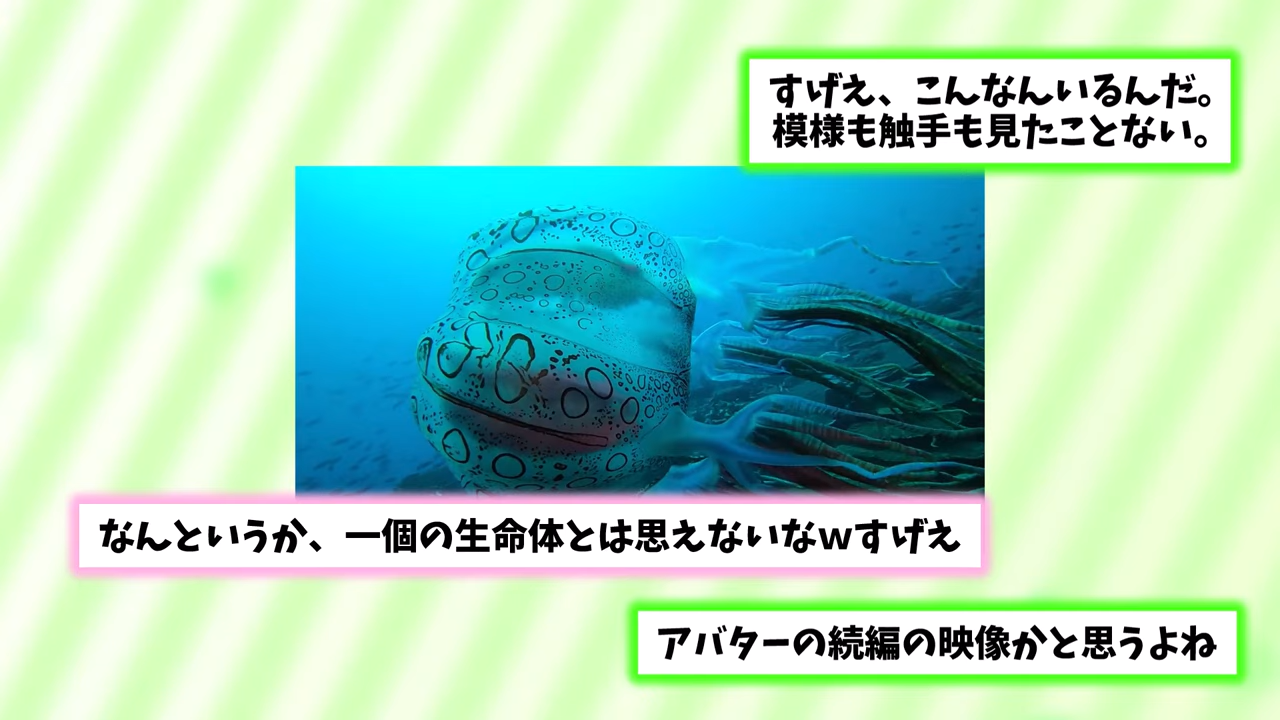 すげえ、こんなんいるんだ。
模様も触手も見たことない。
なんというか、一個の生命体とは思えないなwすげえ
アバターの続編の映像かと思うよね